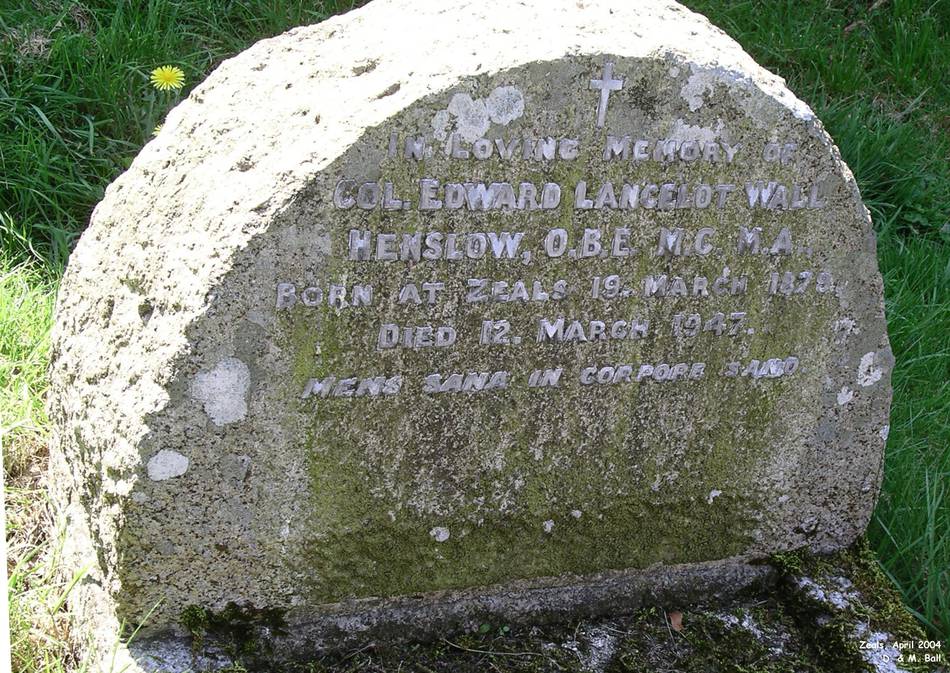 In loving memory of
Col. Edward Lancelot Wall
Henslow, O.B.E. M.C. M.A.,
Born at Zeals 19. March 1879.
Died 12. March 1947.
Mens sana in corpore sano
Zeals, April 2004
D. & M. Ball